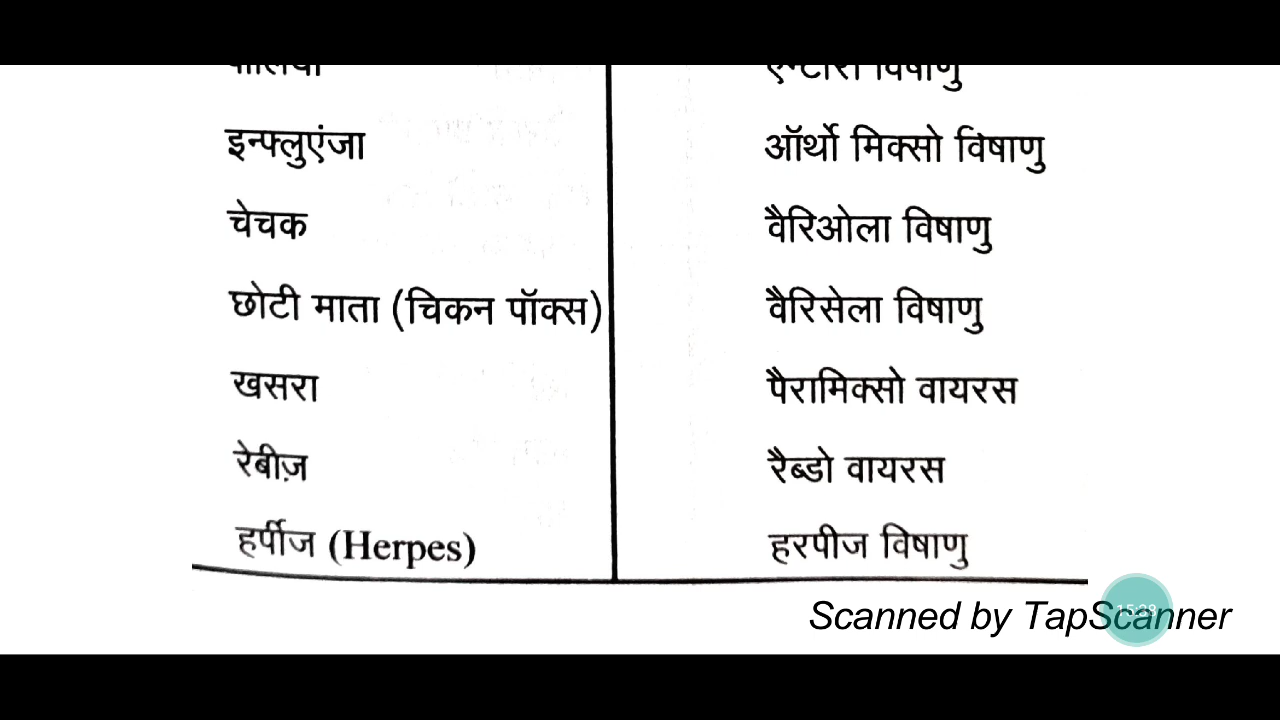 इन्फ्लुएंजा ऑर्थो मिक्सो विषाणु
चेचक वैरिओला विषाणु
छोटी माता (चिकन पॉक्स) वैरिसेला विषाणु
खसरा पैरामिक्सो वायरस
रेबीज़ रैब्डो वायरस
हर्पीज (Herpes) हरपीज विषाणु
Scanned by TapScanner